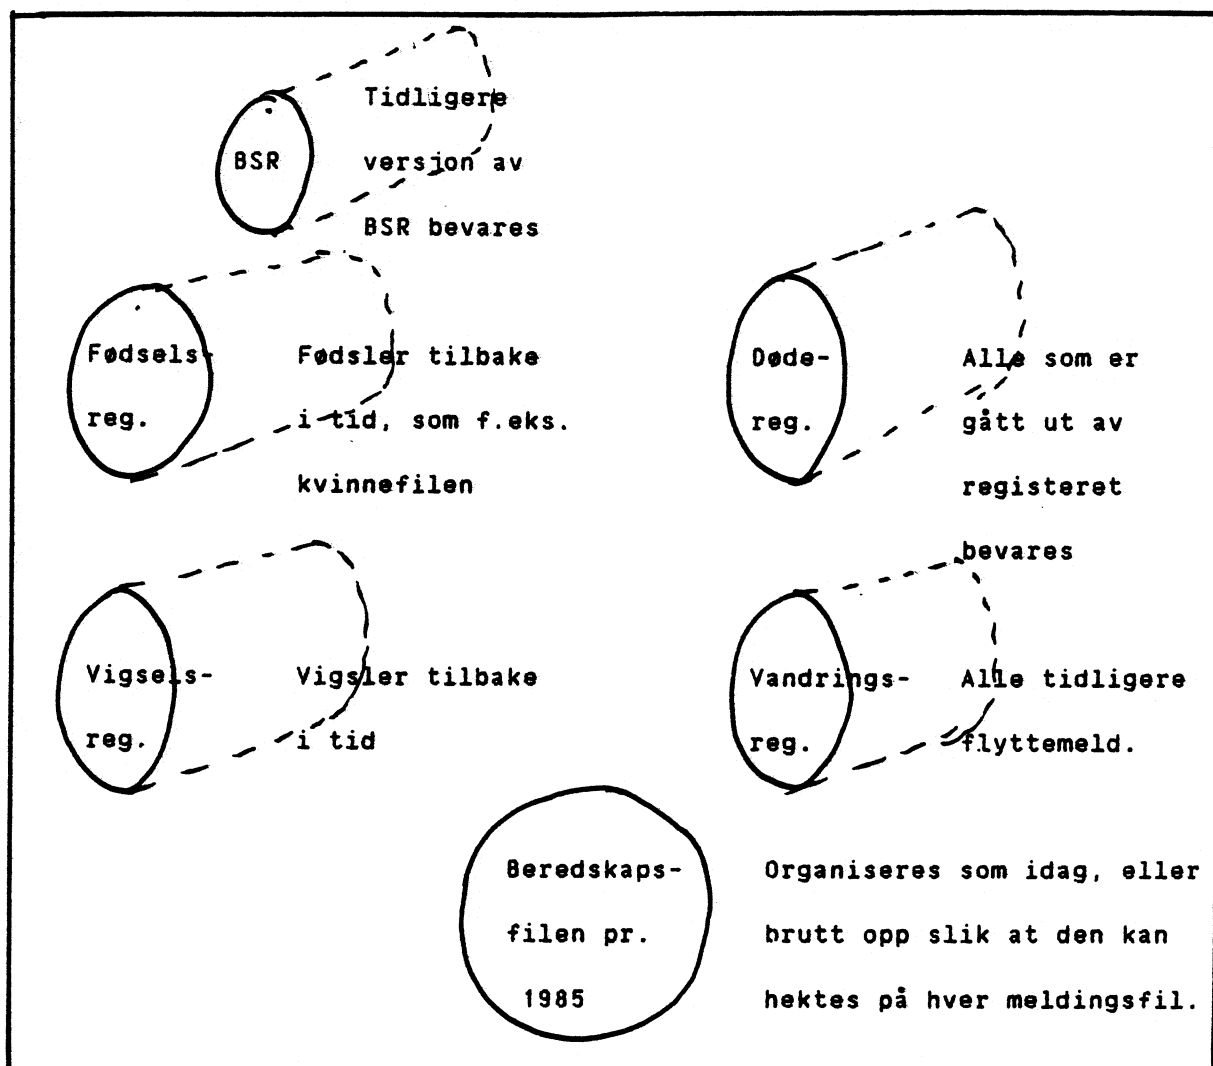 BSR
Tidligere
versjon av
BSR bevares
Fødsels-
reg.
Fødsler tilbake
i tid, som f.eks.
kvinnefilen
Døde-
reg.
Alle som er
gått ut av
registeret
bevares
Vigsels-
reg.
Vigsler tilbake
i tid
Vandrings-
reg.
Alle tidligere
flyttemeld.
Beredskaps-
filen pr.
1985
Organiseres som idag, eller
brutt opp slik at den kan
hektes på hver meldingsfil.